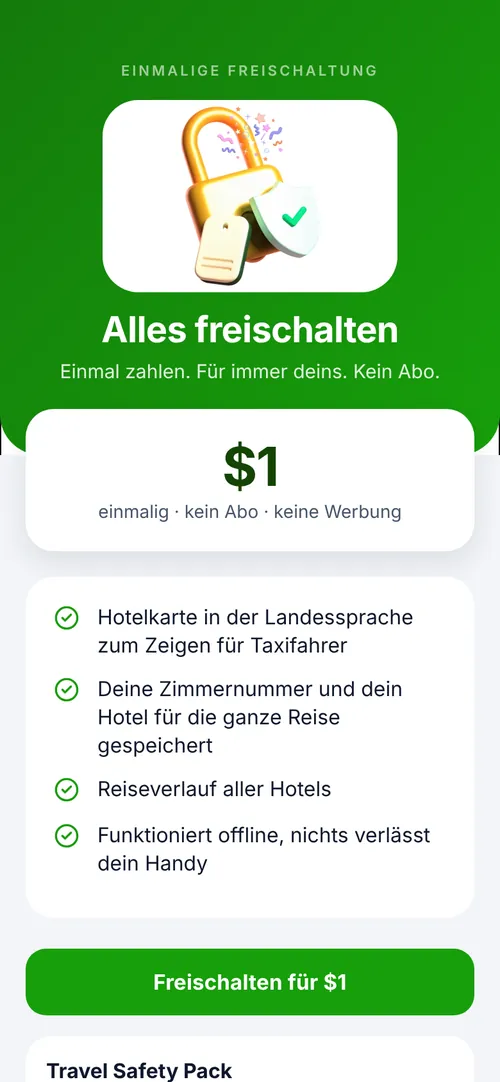 EINMALIGE FREISCHALTUNG
Alles freischalten
Einmal zahlen. Für immer deins. Kein Abo.
$1
einmalig · kein Abo · keine Werbung
Hotelkarte in der Landessprache
zum Zeigen für Taxifahrer
Deine Zimmernummer und dein
Hotel für die ganze Reise
gespeichert
Reiseverlauf aller Hotels
Funktioniert offline, nichts verlässt
dein Handy
Freischalten für $1
Travel Safety Pack